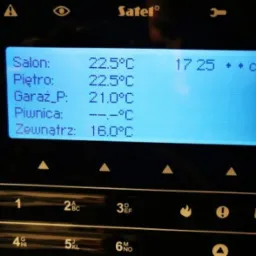 Satel
Salon: 22.5°C 17 25
Piętro: 22.5°C
Garaż_P: 21.0°C
Piwnica: --.-°C
Zewnątrz: 16.0°C
1 2ABC 3DEF
4GHI 5JKL 6MNO